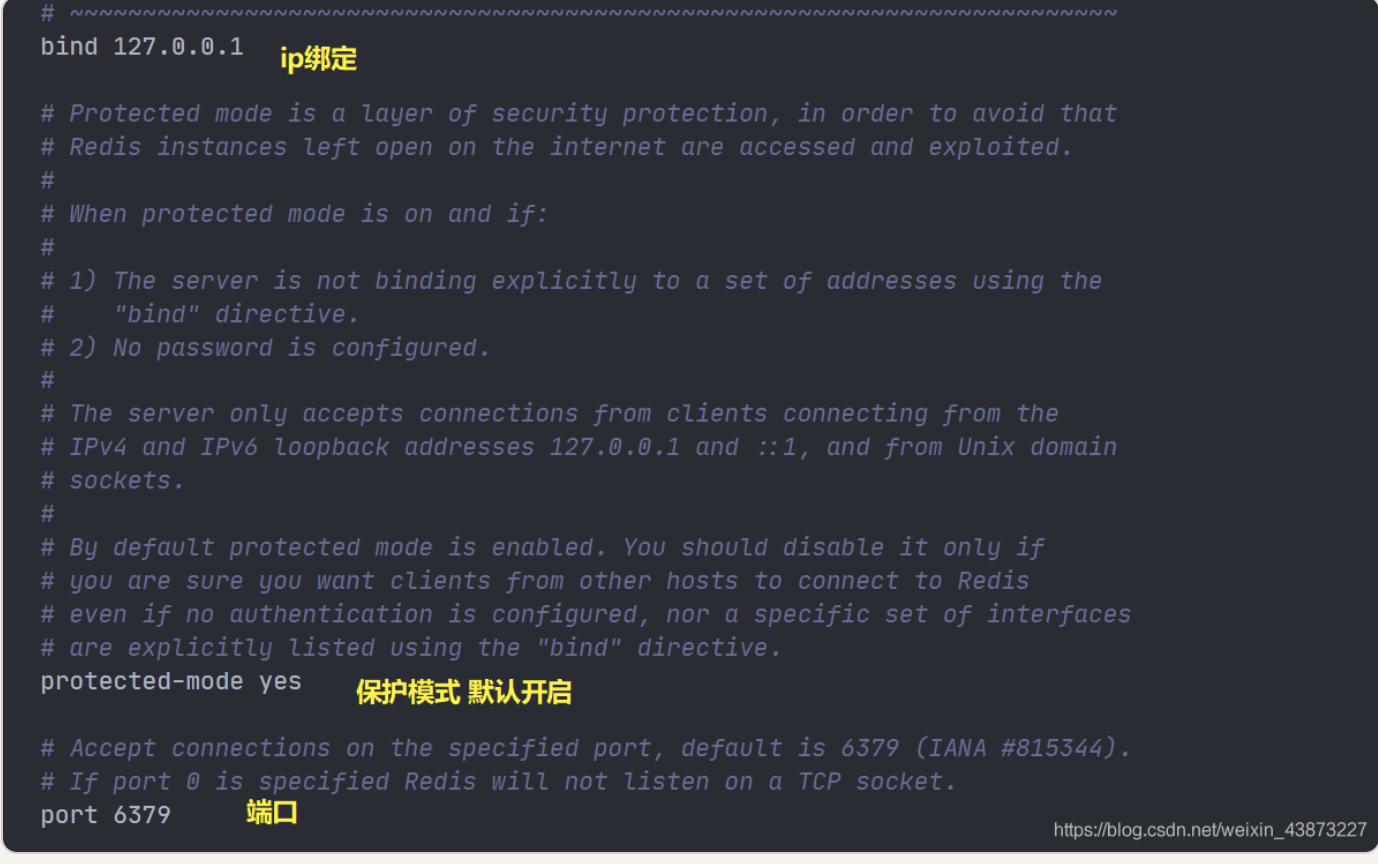 # ~~~~~~~~~~~~~~~~~~~~~~~~~~~~~~~~~~~~~~~~~~~~~~~~~~~~~~~~~~~~~~~~~~~~~~~~
bind 127.0.0.1 ip绑定
# Protected mode is a layer of security protection, in order to avoid that
# Redis instances left open on the internet are accessed and exploited.
#
# When protected mode is on and if:
#
# 1) The server is not binding explicitly to a set of addresses using the
#    "bind" directive.
# 2) No password is configured.
#
# The server only accepts connections from clients connecting from the
# IPv4 and IPv6 loopback addresses 127.0.0.1 and ::1, and from Unix domain
# sockets.
#
# By default protected mode is enabled. You should disable it only if
# you are sure you want clients from other hosts to connect to Redis
# even if no authentication is configured, nor a specific set of interfaces
# are explicitly listed using the "bind" directive.
protected-mode yes 保护模式 默认开启
# Accept connections on the specified port, default is 6379 (IANA #815344).
# If port 0 is specified Redis will not listen on a TCP socket.
port 6379 端口
https://blog.csdn.net/weixin_43873227